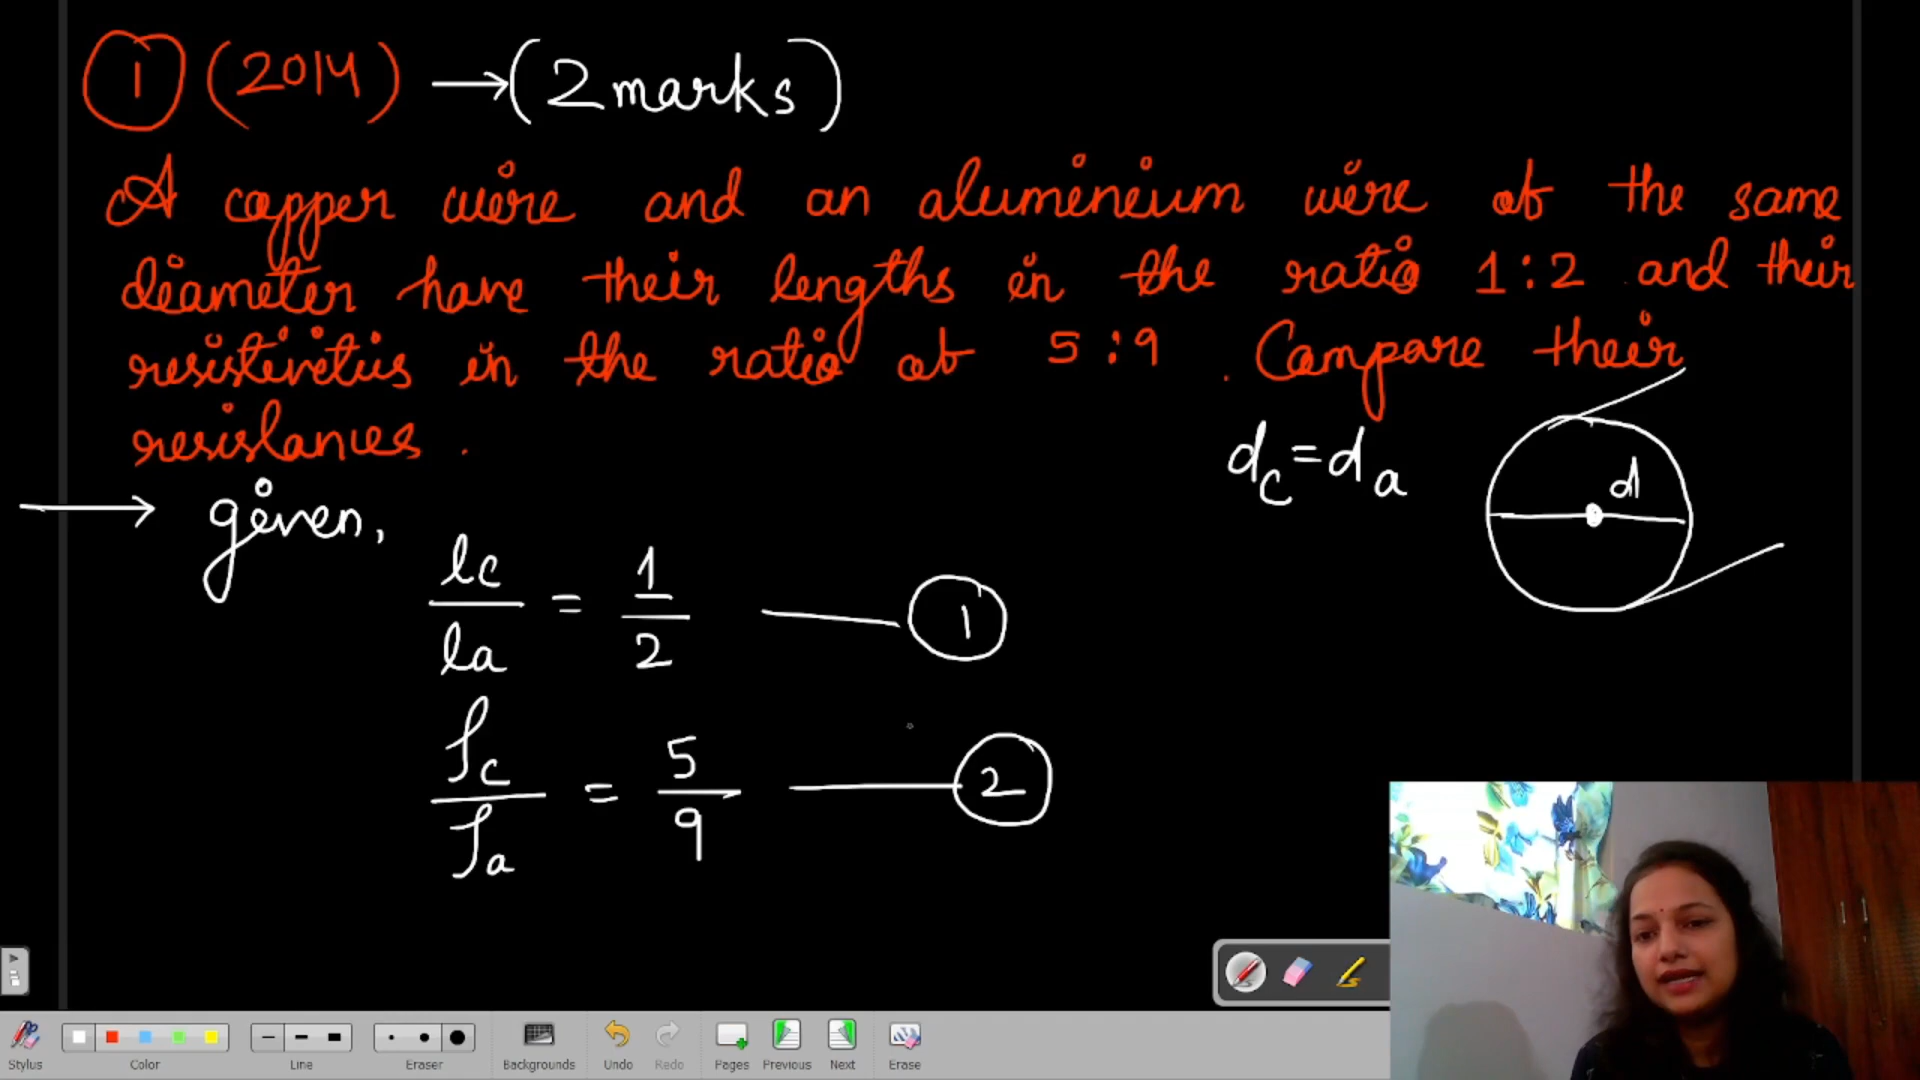 1 (2014) → (2 marks)
A copper wire and an alumineium wire of the same
diameter have their lengths in the ratio 1:2 and their
resistivities in the ratio of 5:9. Compare their
resistances.
dc = da
d
→ given,
lc/la = 1/2 — 1
ρc/ρa = 5/9 — 2
Stylus Color Line Eraser Backgrounds Undo Redo Pages Previous Next Erase